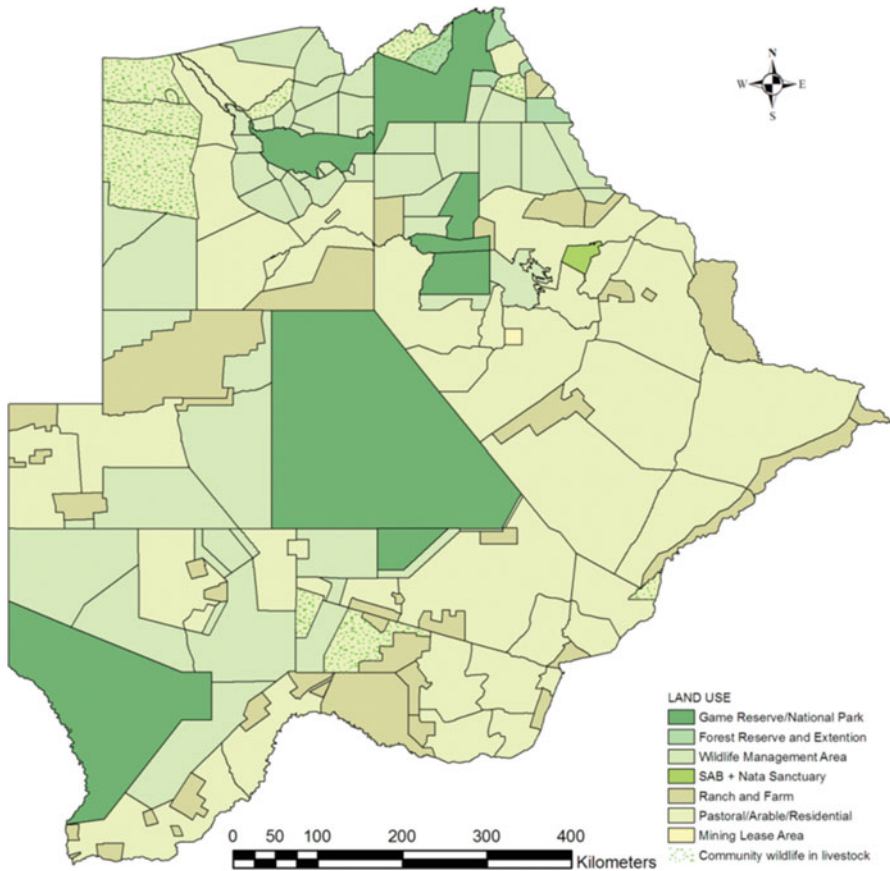 N
W E
S
LAND USE
Game Reserve/National Park
Forest Reserve and Extention
Wildlife Management Area
SAB + Nata Sanctuary
Ranch and Farm
Pastoral/Arable/Residential
Mining Lease Area
Community wildlife in livestock
0 50 100 200 300 400
Kilometers